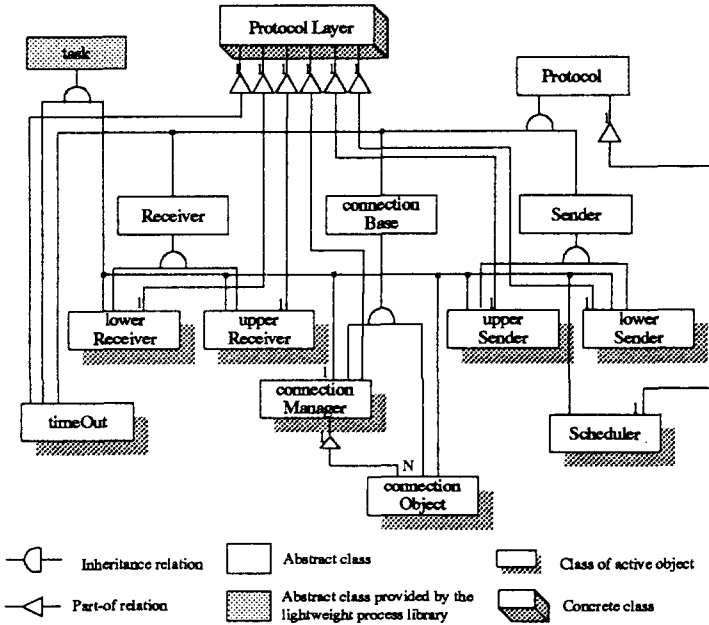 Protocol Layer
task
Protocol
1 1 1 1 1 1
1
Receiver
connection
Base
Sender
lower
Receiver
1
upper
Receiver
1
upper
Sender
1
lower
Sender
1
connection
Manager
1
timeOut
Scheduler
1
1
N
connection
Object
Inheritance relation
Abstract class
Class of active object
Part-of relation
Abstract class provided by the
lightweight process library
Concrete class